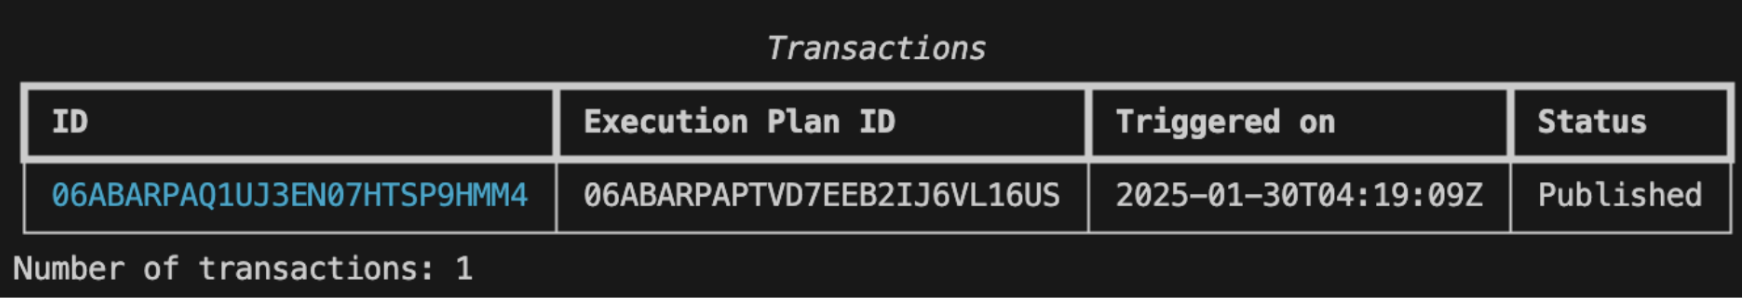 Transactions
ID Execution Plan ID Triggered on Status
06ABARPAQ1UJ3EN07HTSP9HMM4 06ABARPAPTVD7EEB2IJ6VL16US 2025-01-30T04:19:09Z Published
Number of transactions: 1